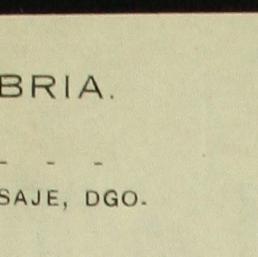 BRIA.
- - -
SAJE, DGO.